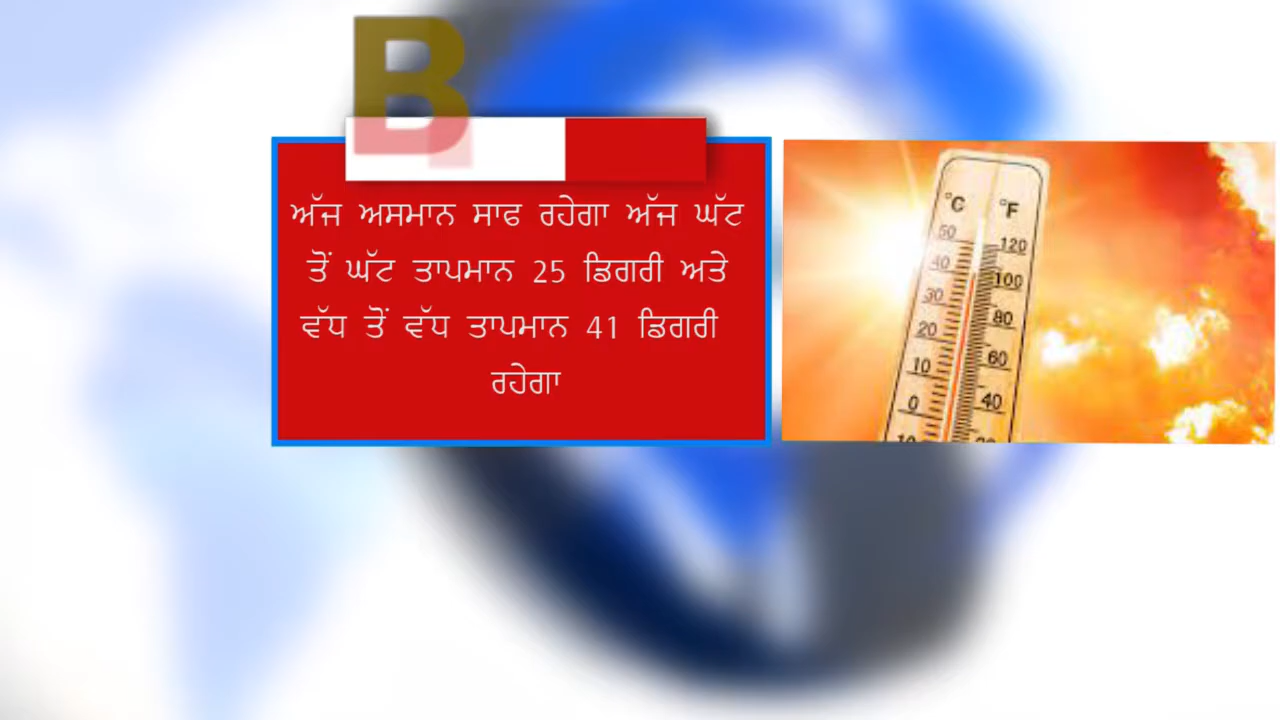 B
ਅੱਜ ਅਸਮਾਨ ਸਾਫ ਰਹੇਗਾ ਅੱਜ ਘੱਟ
ਤੋਂ ਘੱਟ ਤਾਪਮਾਨ 25 ਡਿਗਰੀ ਅਤੇ
ਵੱਧ ਤੋਂ ਵੱਧ ਤਾਪਮਾਨ 41 ਡਿਗਰੀ
ਰਹੇਗਾ
°C °F
50 120
40 100
30 80
20 60
10 40
0